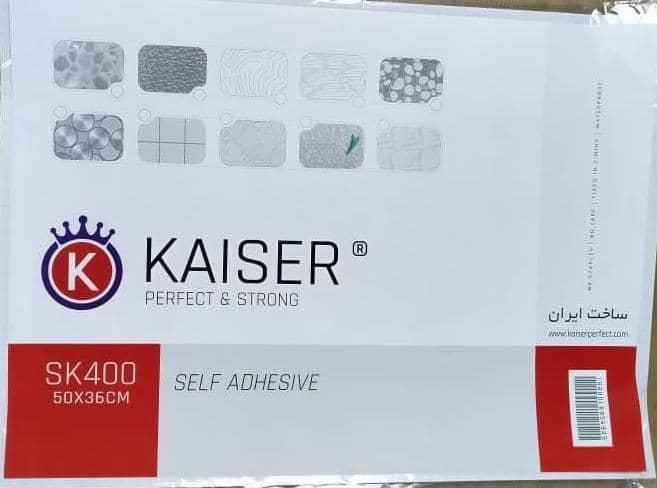 K
KAISER ®
PERFECT & STRONG
ساخت ایران
www.kaiserperfect.com
SK400
50X36CM
SELF ADHESIVE